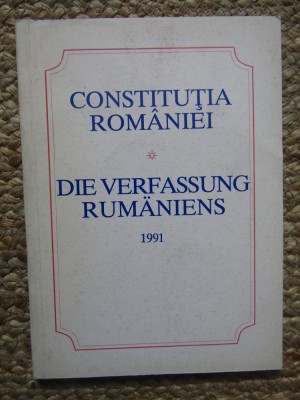 CONSTITUŢIA
ROMÂNIEI
DIE VERFASSUNG
RUMÄNIENS
1991